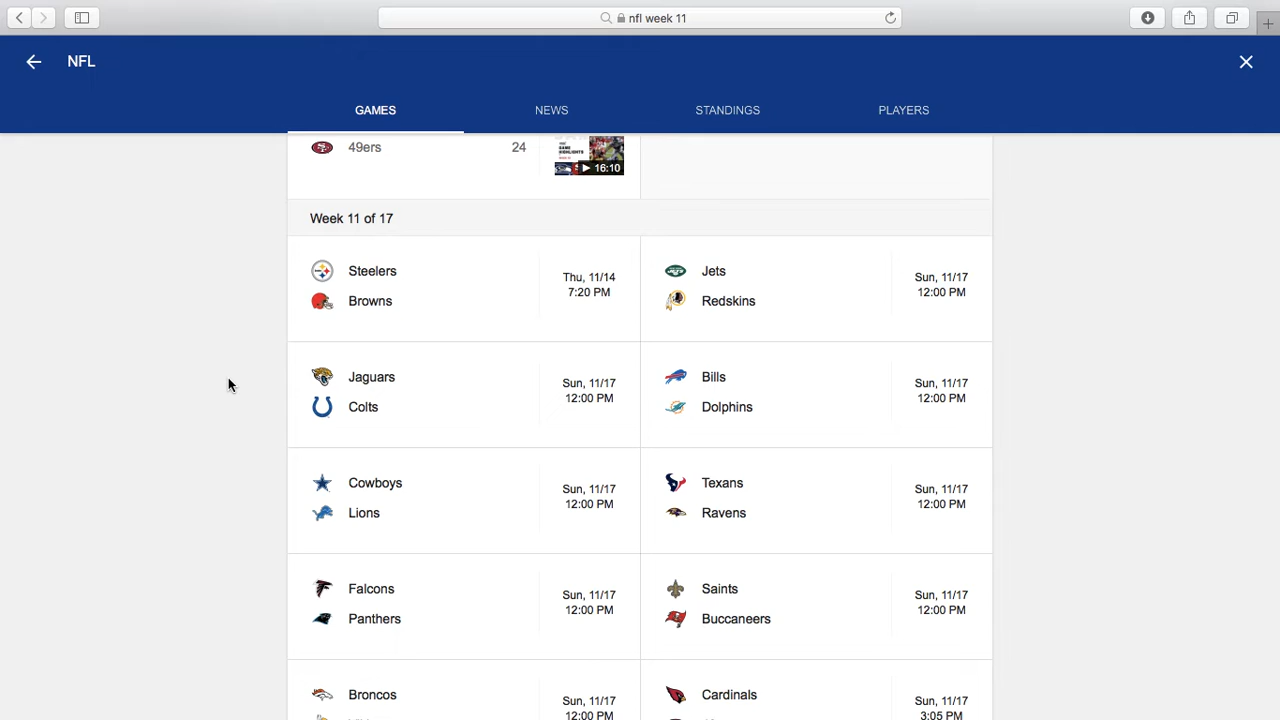 nfl week 11
NFL
GAMES NEWS STANDINGS PLAYERS
49ers 24
16:10
Week 11 of 17
Steelers
Browns
Thu, 11/14
7:20 PM
Jets
Redskins
Sun, 11/17
12:00 PM
Jaguars
Colts
Sun, 11/17
12:00 PM
Bills
Dolphins
Sun, 11/17
12:00 PM
Cowboys
Lions
Sun, 11/17
12:00 PM
Texans
Ravens
Sun, 11/17
12:00 PM
Falcons
Panthers
Sun, 11/17
12:00 PM
Saints
Buccaneers
Sun, 11/17
12:00 PM
Broncos
Sun, 11/17
12:00 PM
Cardinals
Sun, 11/17
3:05 PM